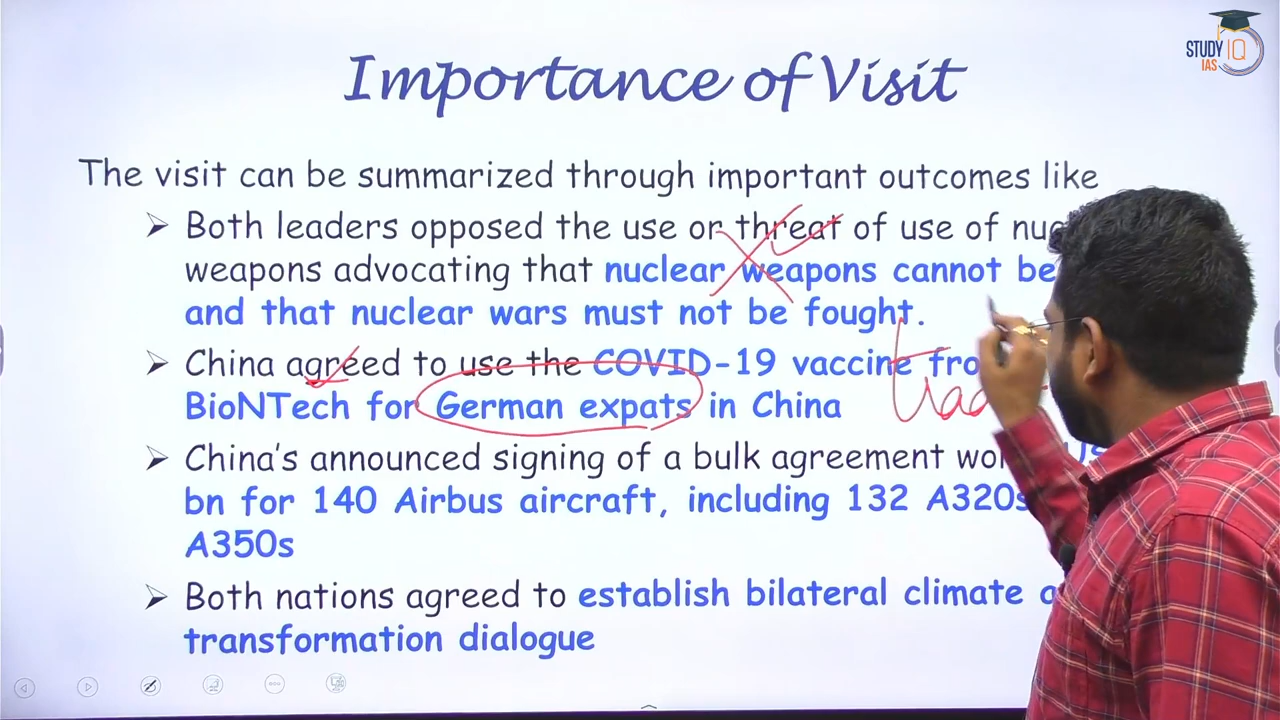 STUDY IQ
IAS
Importance of Visit
The visit can be summarized through important outcomes like
➢ Both leaders opposed the use or threat of use of
weapons advocating that nuclear weapons cannot be
and that nuclear wars must not be fought.
➢ China agreed to use the COVID-19 vaccine
BioNTech for German expats in China
➢ China's announced signing of a bulk agreement
bn for 140 Airbus aircraft, including 132 A320s
A350s
➢ Both nations agreed to establish bilateral climate
transformation dialogue